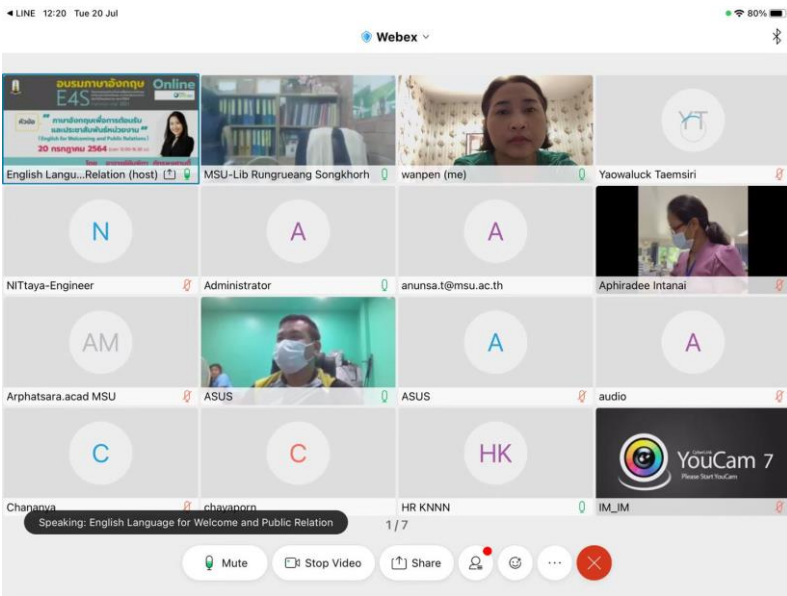 LINE 12:20 Tue 20 Jul
80%
Webex
อบรมภาษาอังกฤษ Online
E4S
หัวข้อ " ภาษาอังกฤษเพื่อการต้อนรับ
และประชาสัมพันธ์หน่วยงาน "
(English for Welcoming and Public Relations)
20 กรกฎาคม 2564
English Langu...Relation (host)
MSU-Lib Rungrueang Songkhorh
wanpen (me)
YT
Yaowaluck Taemsiri
N
NITtaya-Engineer
A
Administrator
A
anunsa.t@msu.ac.th
Aphiradee Intanai
AM
Arphatsara.acad MSU
ASUS
A
ASUS
A
audio
C
Chananya
C
chayaporn
HK
HR KNNN
CyberLink
YouCam 7
Please Start YouCam
IM_IM
Speaking: English Language for Welcome and Public Relation
1/7
Mute
Stop Video
Share